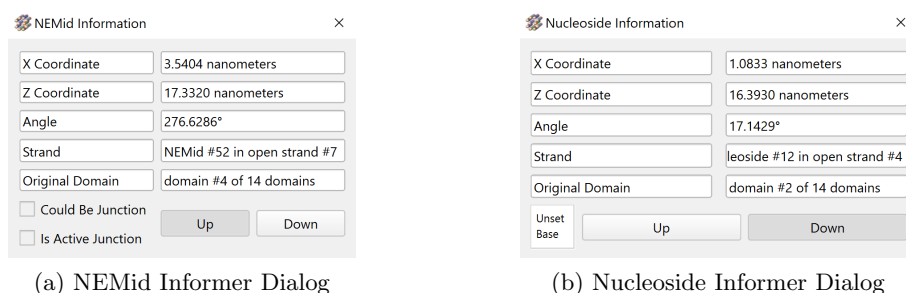 NEMid Information ×
X Coordinate 3.5404 nanometers
Z Coordinate 17.3320 nanometers
Angle 276.6286°
Strand NEMid #52 in open strand #7
Original Domain domain #4 of 14 domains
Could Be Junction
Is Active Junction
Up Down
(a) NEMid Informer Dialog
Nucleoside Information ×
X Coordinate 1.0833 nanometers
Z Coordinate 16.3930 nanometers
Angle 17.1429°
Strand leoside #12 in open strand #4
Original Domain domain #2 of 14 domains
Unset
Base
Up Down
(b) Nucleoside Informer Dialog